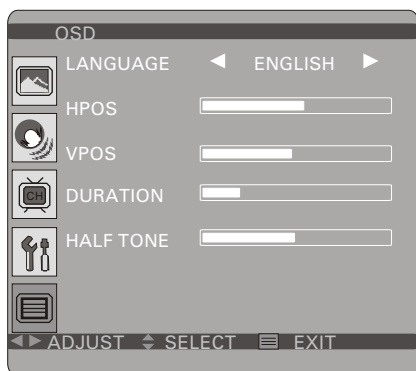 OSD
LANGUAGE ENGLISH
HPOS
VPOS
DURATION
CH
HALF TONE
ADJUST SELECT EXIT